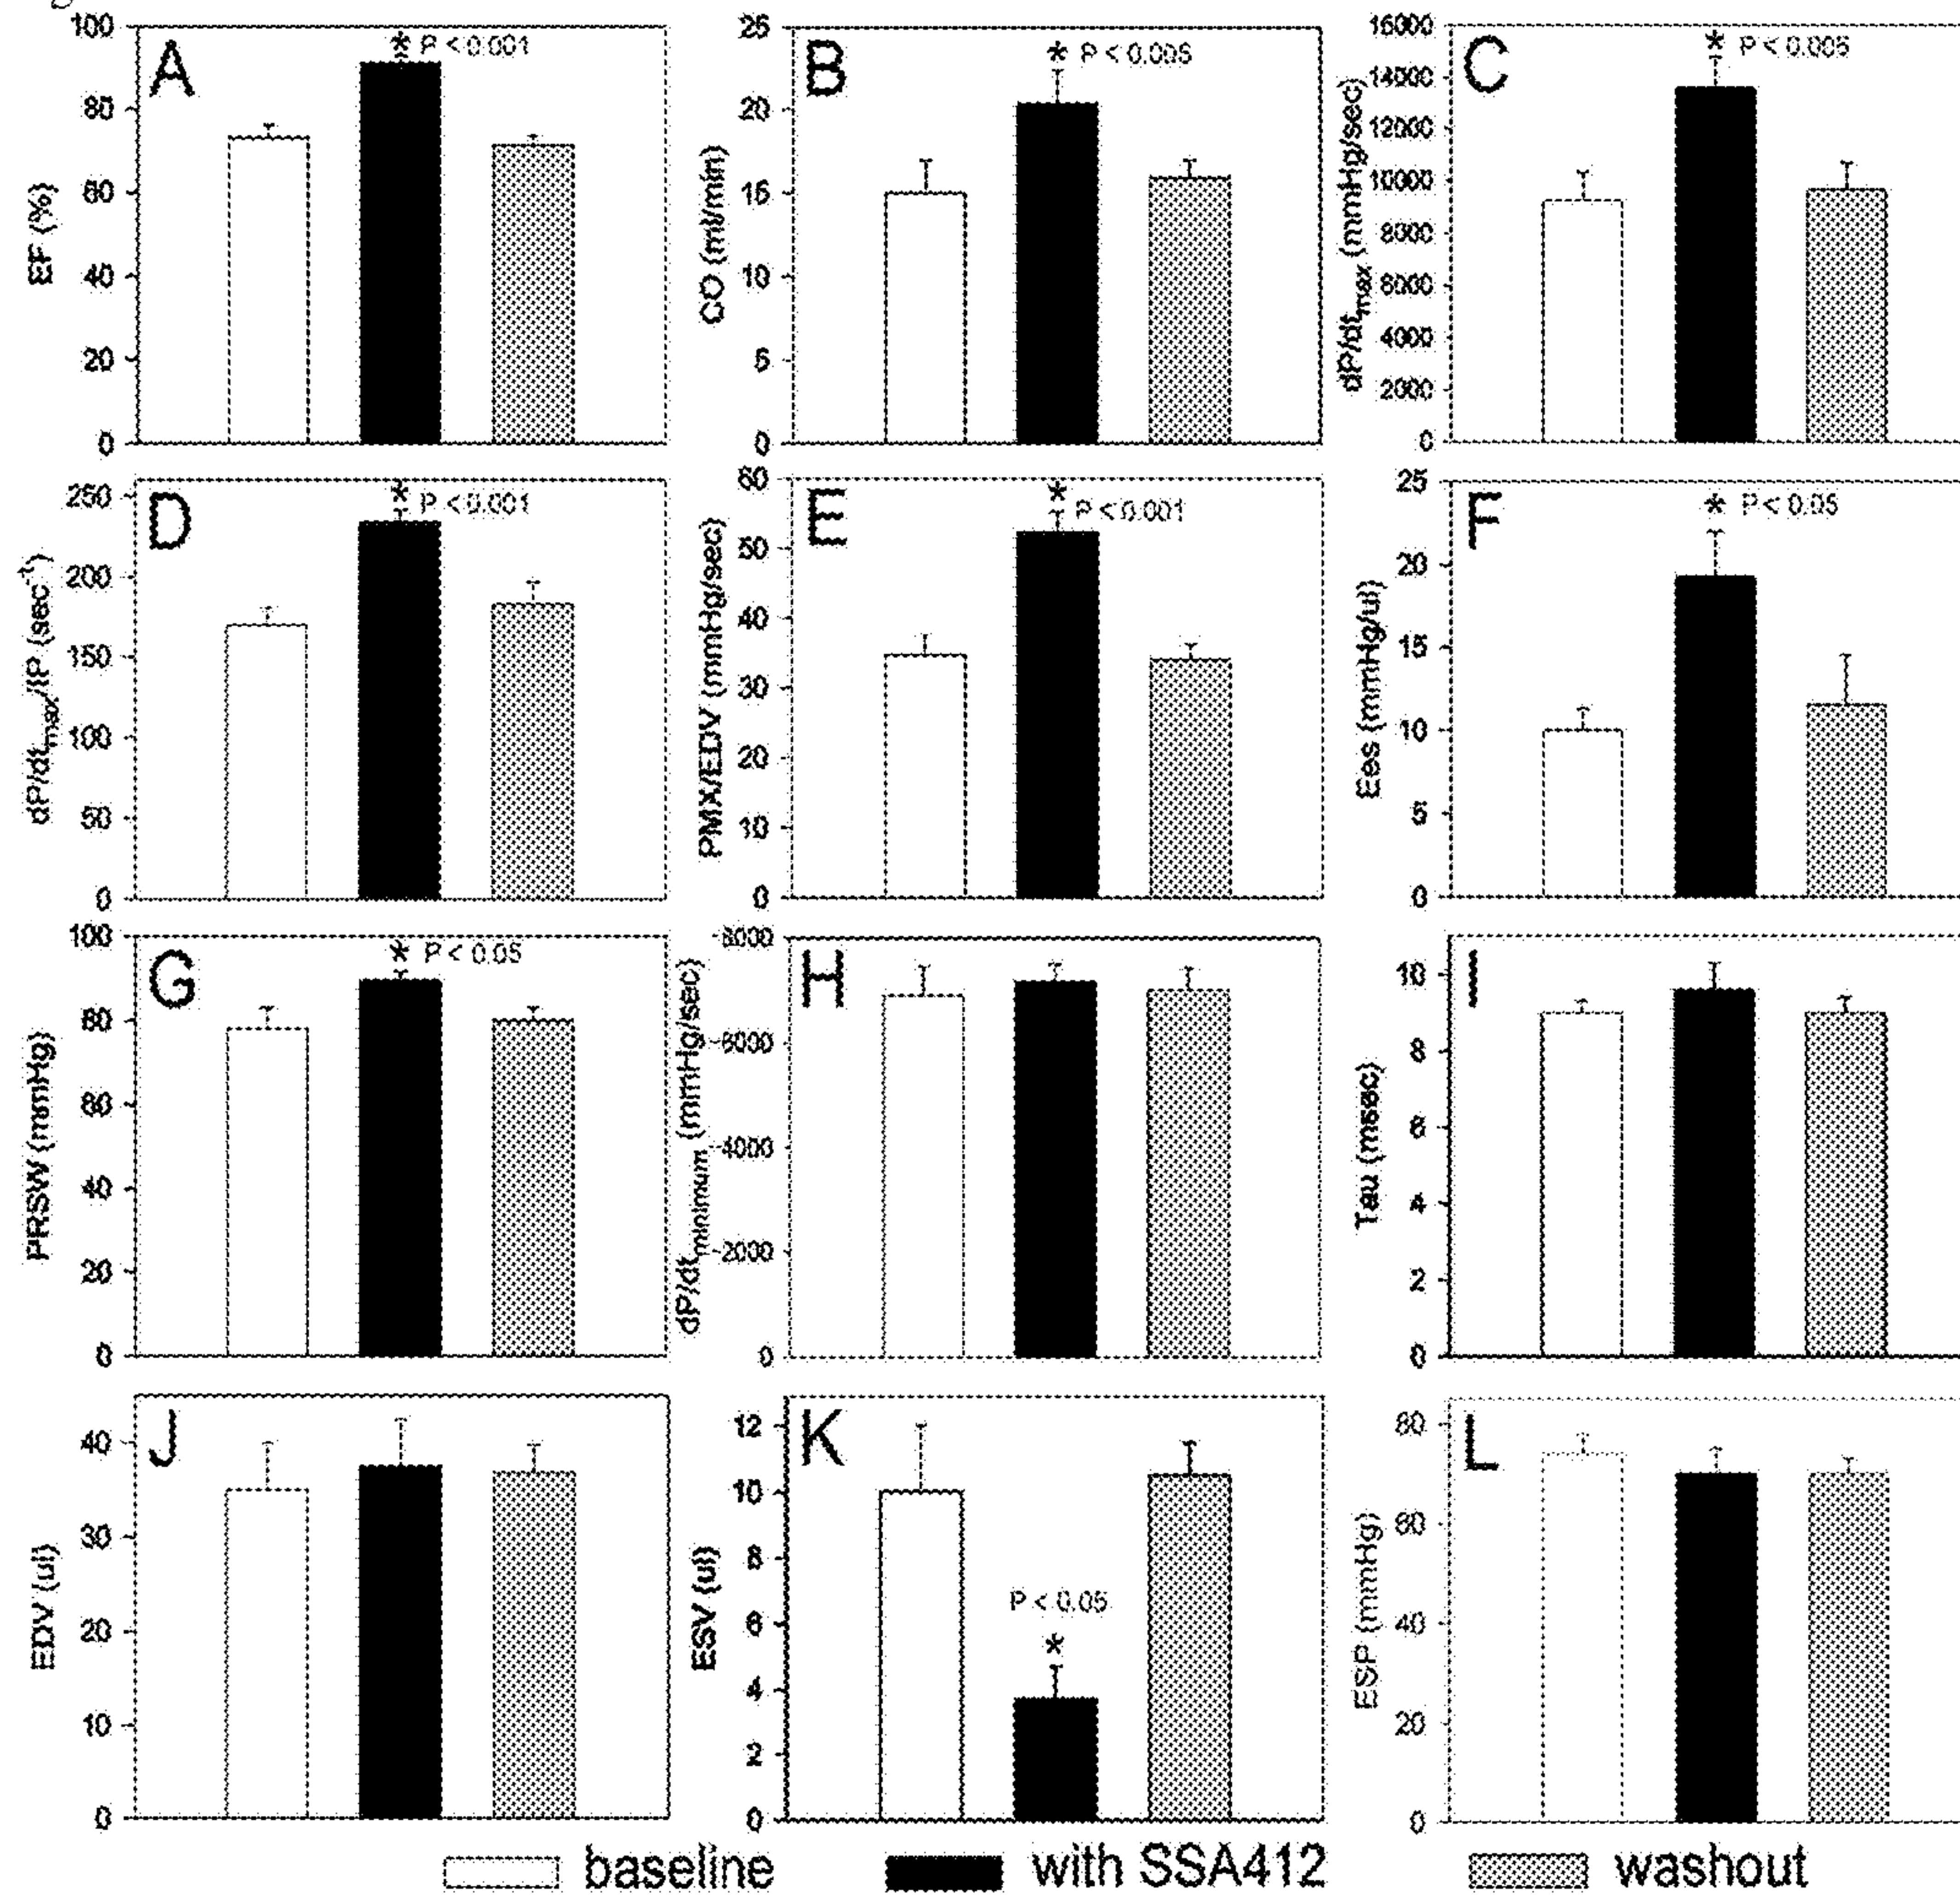 A
* P < 0.001
EF (%)
100
80
60
40
20
0
B
* P < 0.005
CO (ml/min)
25
20
15
10
5
0
C
* P < 0.005
dP/dtmax (mmHg/sec)
16000
14000
12000
10000
8000
6000
4000
2000
0
D
* P < 0.001
dP/dtmax/IP (sec-1)
250
200
150
100
50
0
E
*
P < 0.001
PMX/EDV (mmHg/sec)
60
50
40
30
20
10
0
F
* P < 0.05
Ees (mmHg/ul)
25
20
15
10
5
0
G
* P < 0.05
PRSW (mmHg)
100
80
60
40
20
0
H
dP/dtminimum (mmHg/sec)
-8000
-6000
-4000
-2000
0
I
Tau (msec)
10
8
6
4
2
0
J
EDV (ul)
40
30
20
10
0
K
P < 0.05
*
ESV (ul)
12
10
8
6
4
2
0
L
ESP (mmHg)
80
60
40
20
0
baseline with SSA412 washout